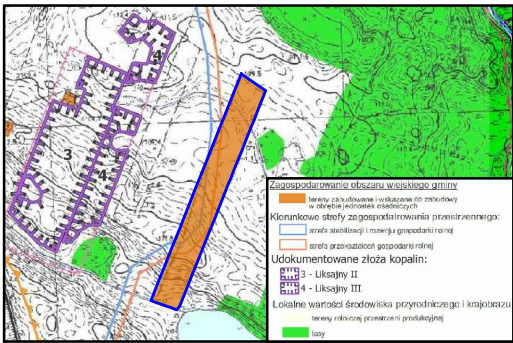 3
4
4
Zagospodarowanie obszaru wiejskiego gminy
tereny zabudowane i wskazane do zabudowy
w obrębie jednostek osadniczych
Kierunkowe strefy zagospodatrowania przestrzennego:
strefa stabilizacji i rozwoju gospodarki rolnej
strefa przekształceń gospodarki rolnej
Udokumentowane złoża kopalin:
3 - Liksajny II
4 - Liksajny III
Lokalne wartości środowiska przyrodniczego i krajobrazu
tereny rolniczej przestrzeni produkcyjnej
lasy